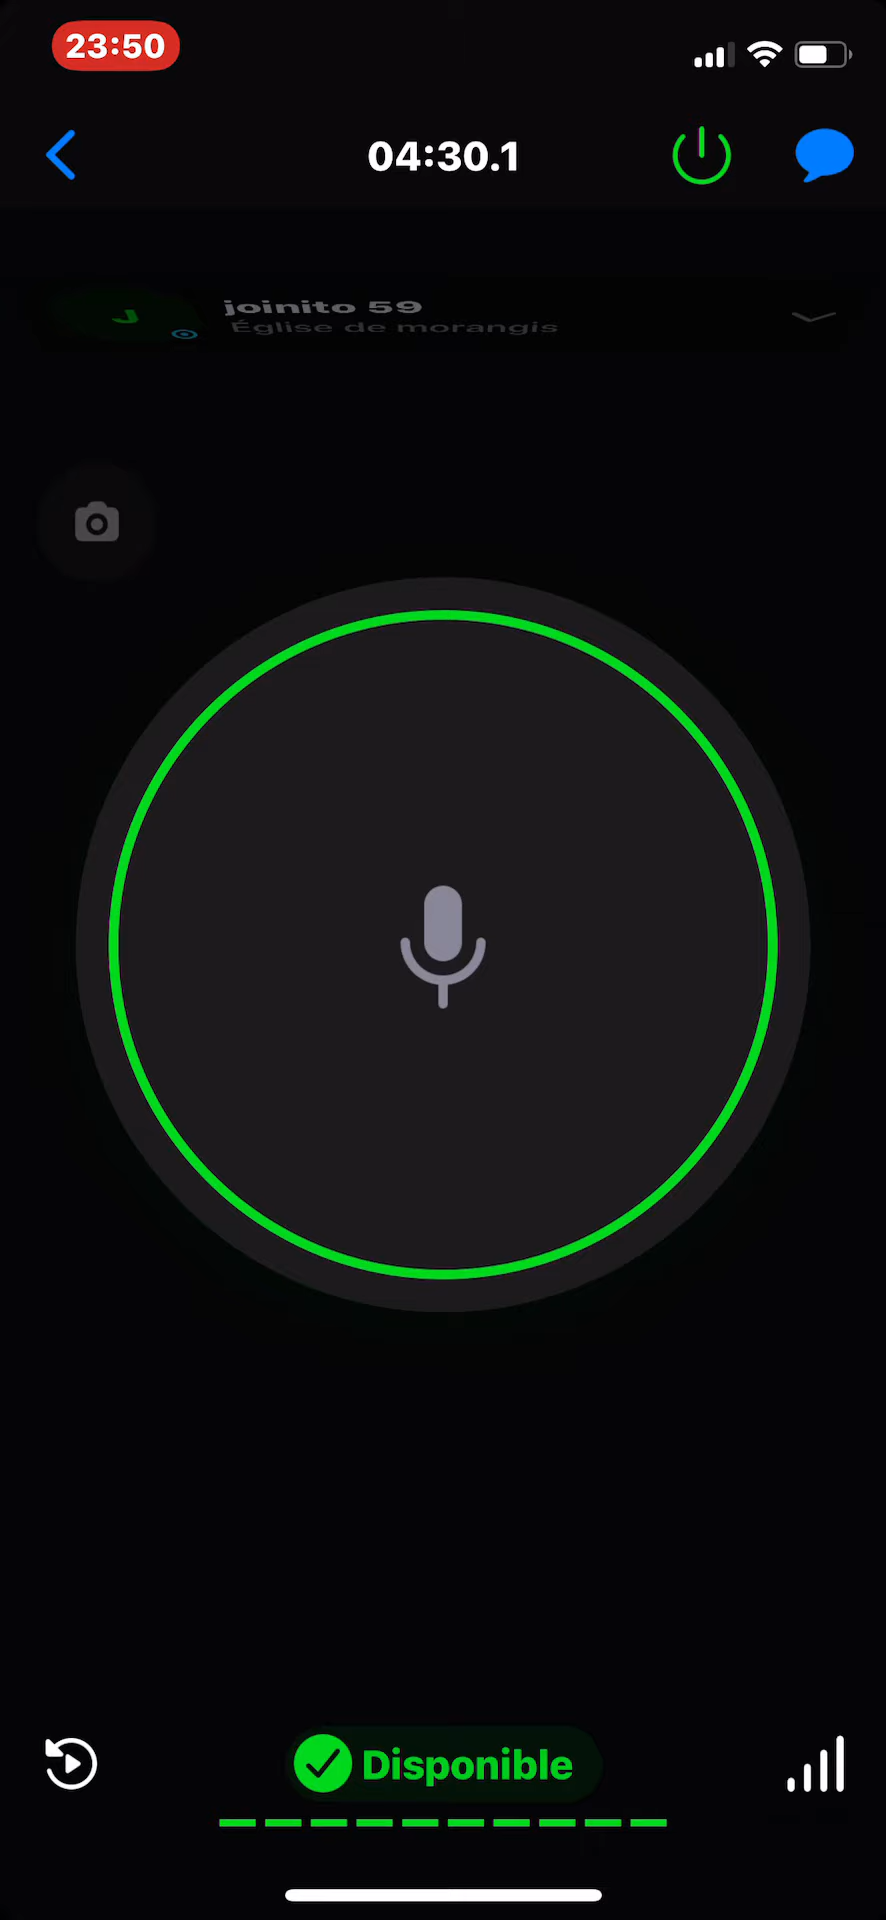 23:50
04:30.1
J
joinito 59
Église de morangis
Disponible